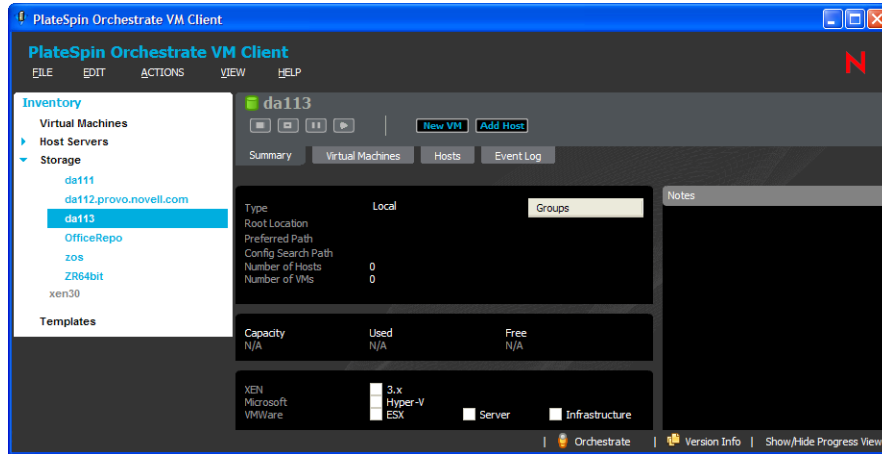 PlateSpin Orchestrate VM Client
PlateSpin Orchestrate VM Client
FILE EDIT ACTIONS VIEW HELP
N
Inventory
Virtual Machines
Host Servers
Storage
da111
da112.provo.novell.com
da113
OfficeRepo
zos
ZR64bit
xen30
Templates
da113
New VM Add Host
Summary Virtual Machines Hosts Event Log
Type Local Groups
Root Location
Preferred Path
Config Search Path
Number of Hosts 0
Number of VMs 0
Notes
Capacity Used Free
N/A N/A N/A
XEN 3.x
Microsoft Hyper-V
VMWare ESX Server Infrastructure
| Orchestrate | Version Info | Show/Hide Progress View